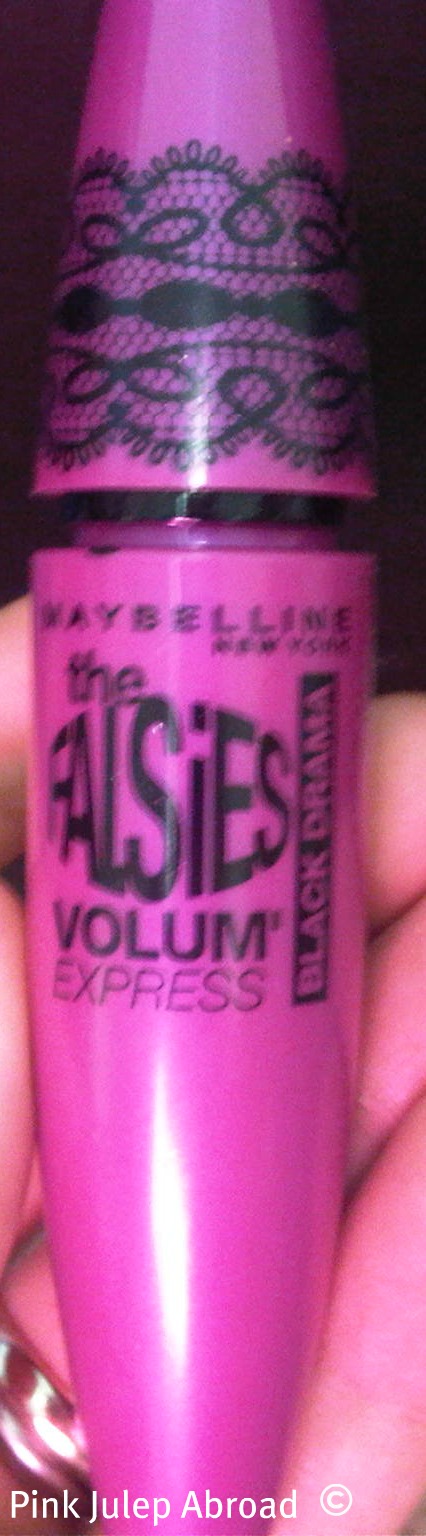 MAYBELLINE
NEW YORK
the
FALSiES
VOLUM'
EXPRESS
BLACK DRAMA
Pink Julep Abroad ©